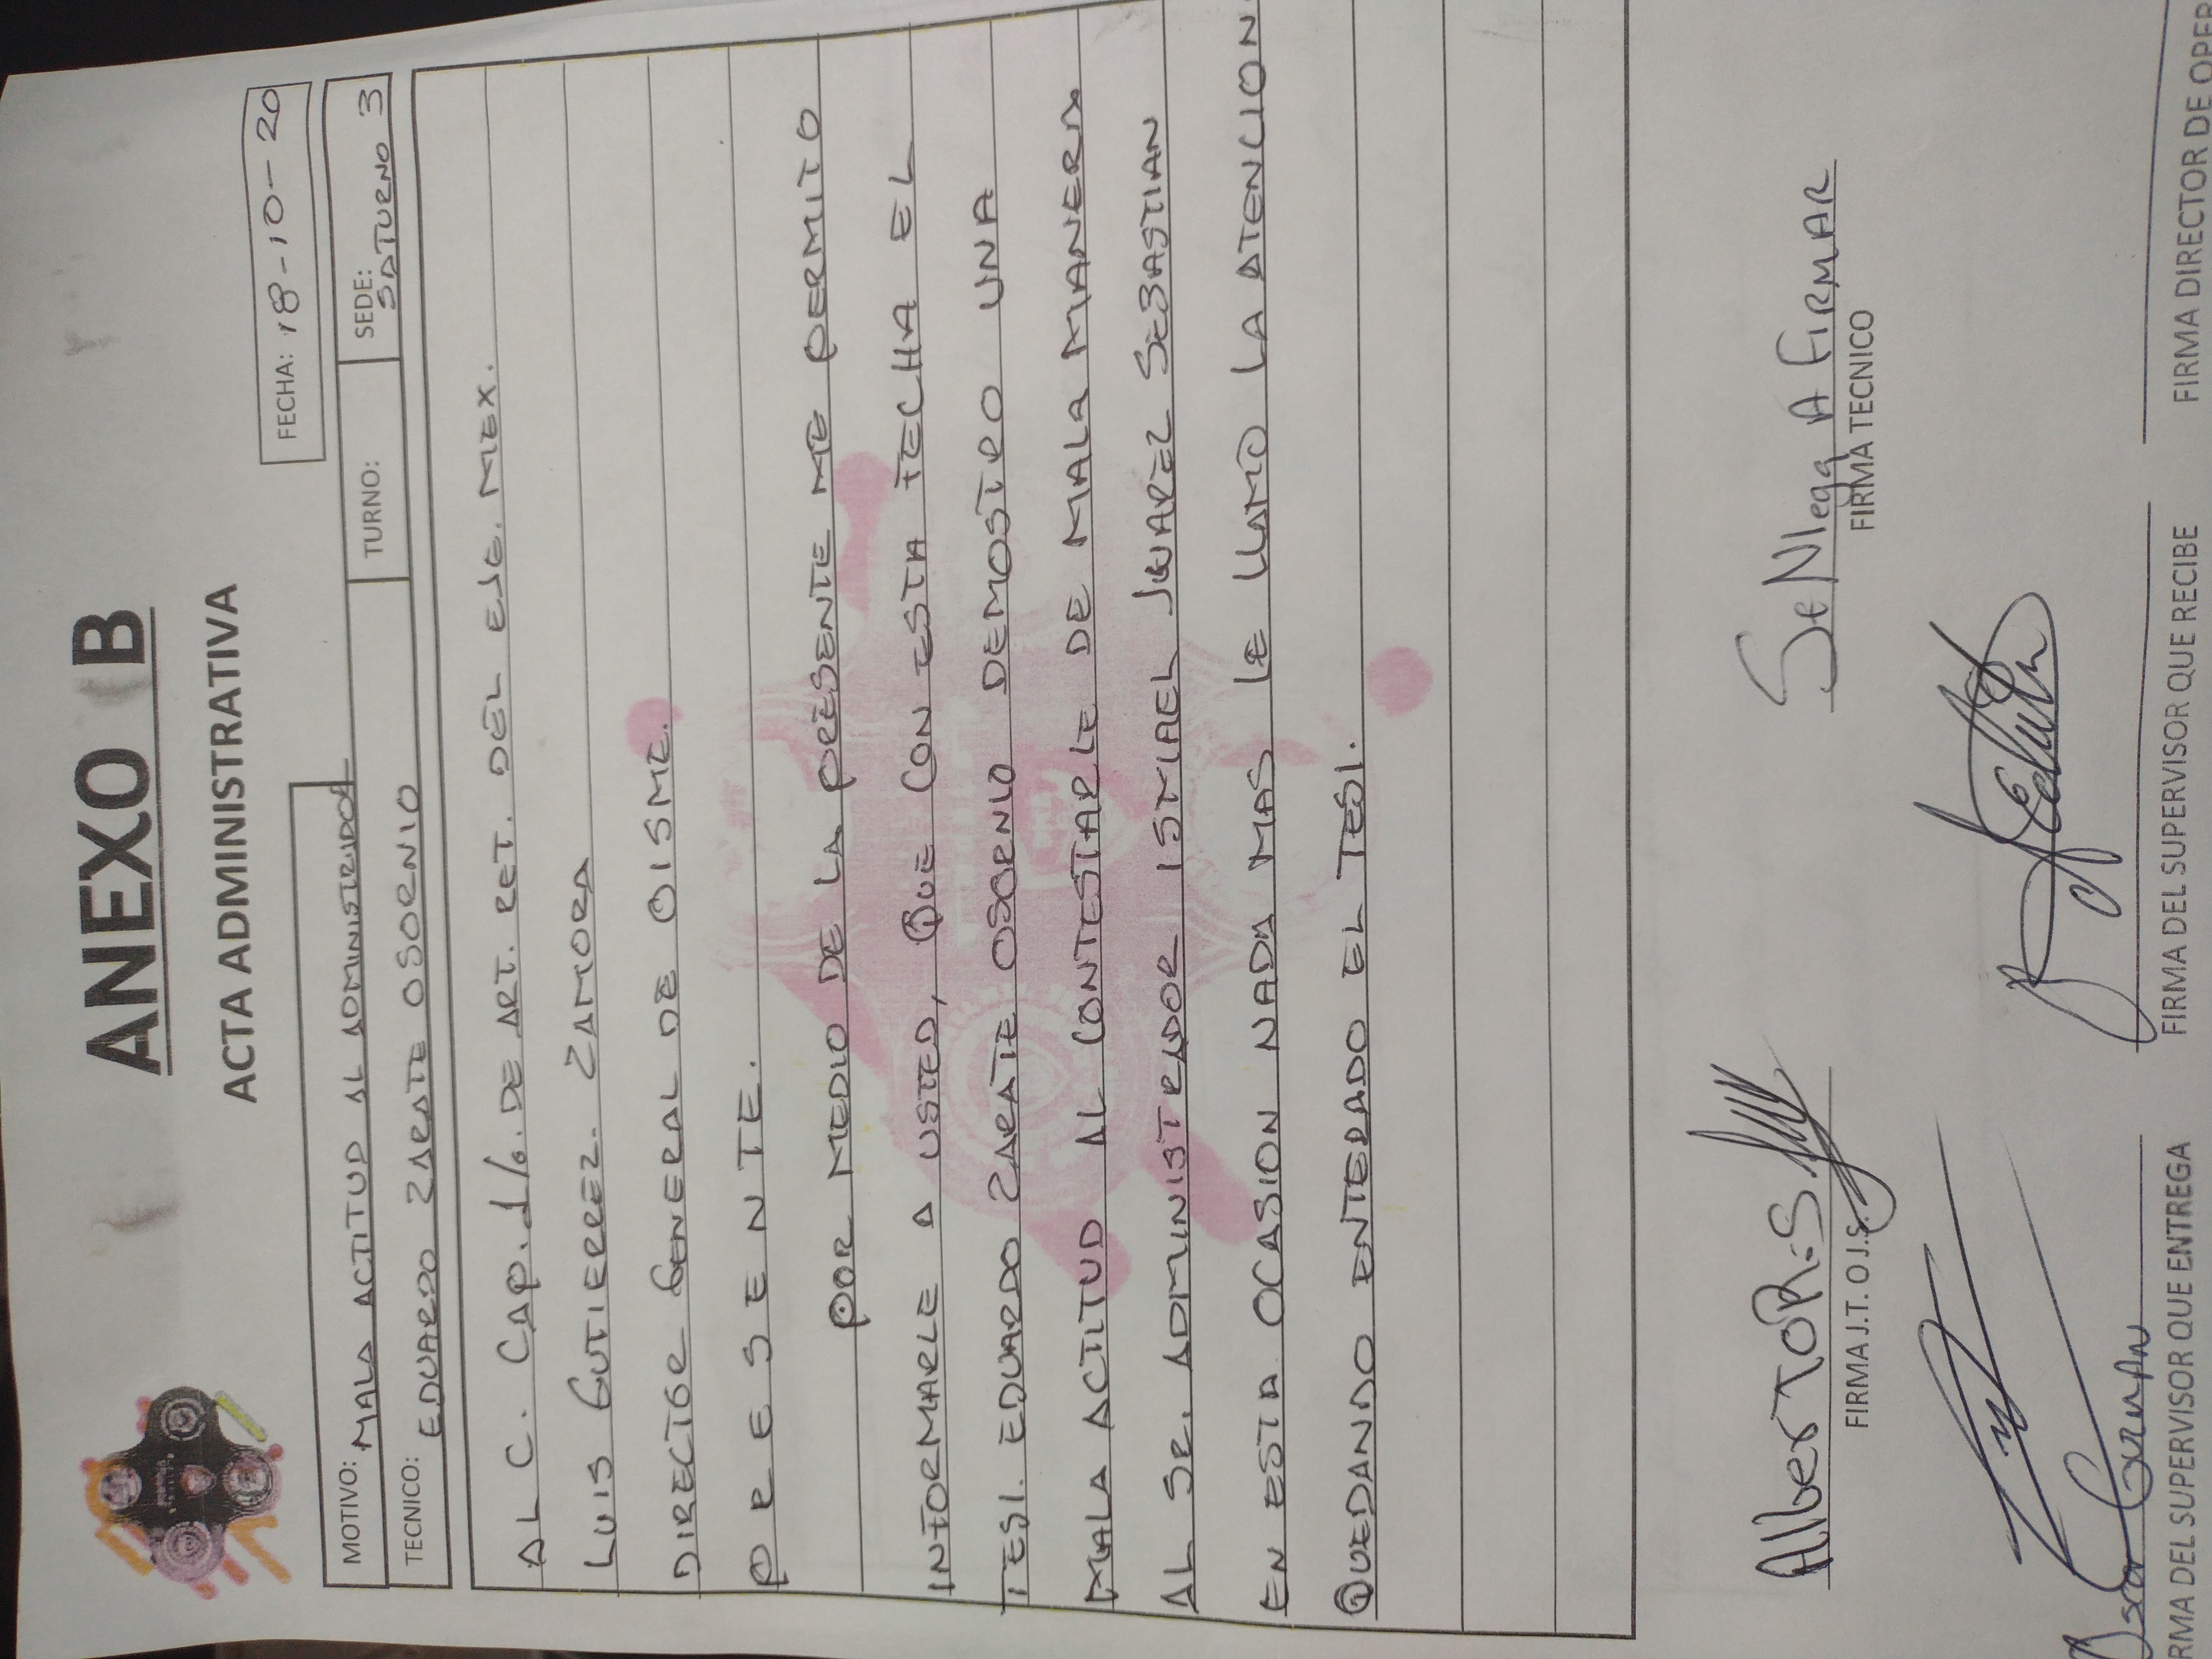 ANEXO B
ACTA ADMINISTRATIVA
FECHA: 18-10-20
MOTIVO: MALA ACTITUD AL ADMINISTRADOR
TECNICO: EDUARDO ZARATE OSORNIO
TURNO:
SEDE: SATURNO 3
AL C. CAP. 1/o. DE ART. RET. DEL EJE. MEX.
LUIS GUTIERREZ. ZAMORA
DIRECTOR GENERAL DE OISME.
P R E S E N T E .
POR MEDIO DE LA PRESENTE ME PERMITO
INFORMARLE A USTED, QUE CON ESTA FECHA EL
TESI. EDUARDO ZARATE OSORNIO DEMOSTRO UNA
MALA ACTITUD AL CONTESTARLE DE MALA MANERA
AL SR. ADMINISTRADOR ISMAEL JUAREZ SEBASTIAN
EN ESTA OCASION NADA MAS LE LLAMO LA ATENCION
QUEDANDO ENTERADO EL TESI.
Alberto R.S
FIRMA J.T. O J.S.
Se Niega A FIRMAR
FIRMA TECNICO
Oscar GUZMAN
RMA DEL SUPERVISOR QUE ENTREGA
FIRMA DEL SUPERVISOR QUE RECIBE
FIRMA DIRECTOR DE OPER